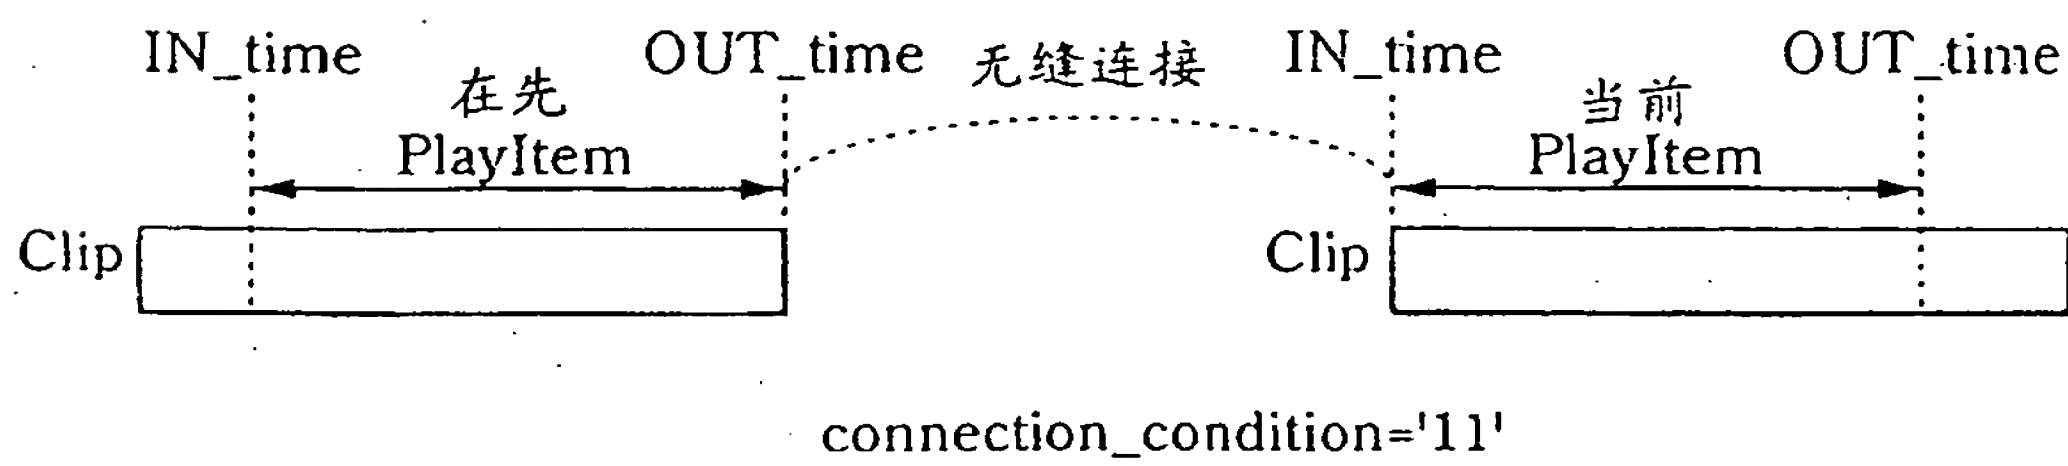 IN_time
OUT_time
无缝连接
IN_time
OUT_time
在先
PlayItem
当前
PlayItem
Clip
Clip
connection_condition='11'